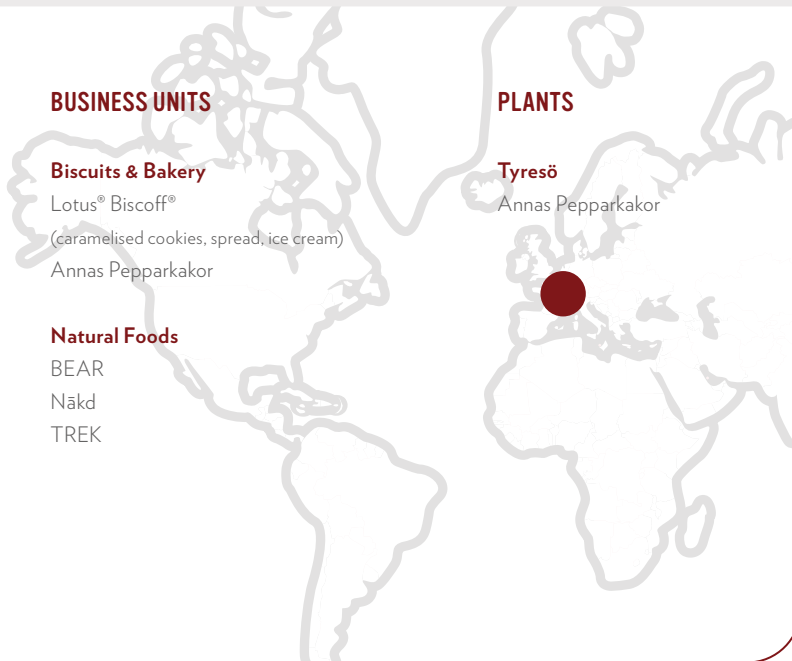 BUSINESS UNITS
Biscuits & Bakery
Lotus® Biscoff®
(caramelised cookies, spread, ice cream)
Annas Pepparkakor
Natural Foods
BEAR
Nākd
TREK
PLANTS
Tyresö
Annas Pepparkakor